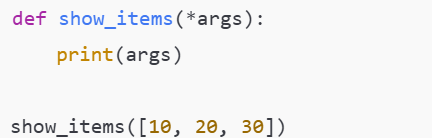 def show_items(*args):
    print(args)

show_items([10, 20, 30])